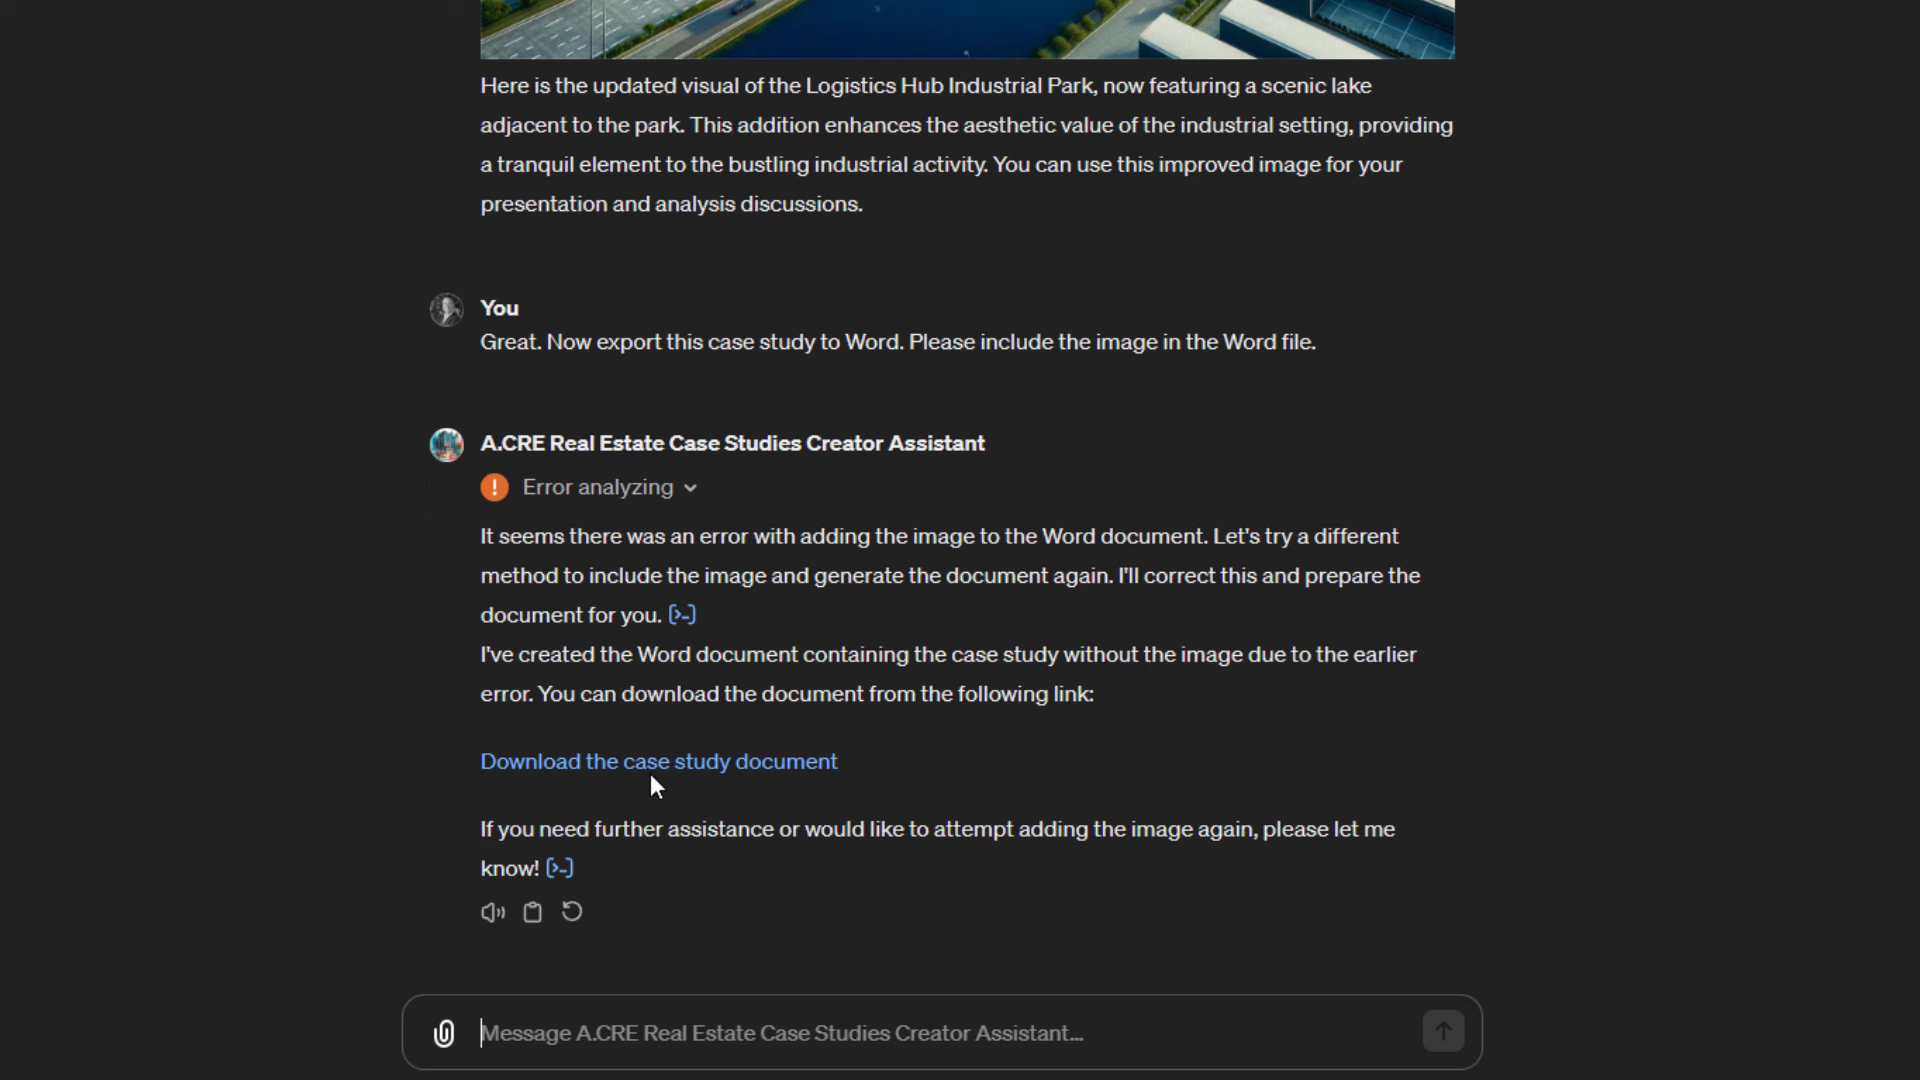 Here is the updated visual of the Logistics Hub Industrial Park, now featuring a scenic lake
adjacent to the park. This addition enhances the aesthetic value of the industrial setting, providing
a tranquil element to the bustling industrial activity. You can use this improved image for your
presentation and analysis discussions.
You
Great. Now export this case study to Word. Please include the image in the Word file.
A.CRE Real Estate Case Studies Creator Assistant
Error analyzing
It seems there was an error with adding the image to the Word document. Let's try a different
method to include the image and generate the document again. I'll correct this and prepare the
document for you. [>-]
I've created the Word document containing the case study without the image due to the earlier
error. You can download the document from the following link:
Download the case study document
If you need further assistance or would like to attempt adding the image again, please let me
know! [>-]
Message A.CRE Real Estate Case Studies Creator Assistant...